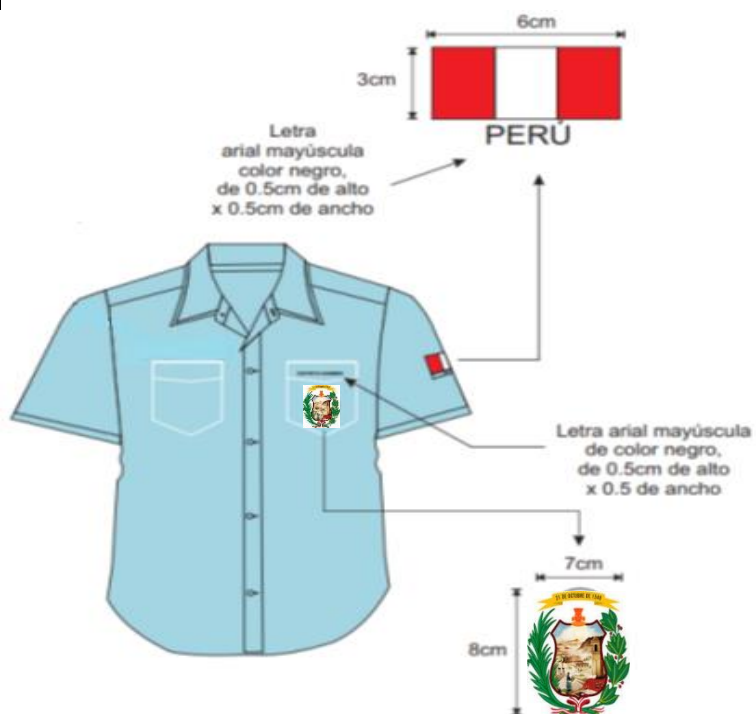 6cm
3cm
PERÚ
Letra
arial mayúscula
color negro,
de 0.5cm de alto
x 0.5cm de ancho
Letra arial mayúscula
de color negro,
de 0.5cm de alto
x 0.5 de ancho
7cm
8cm